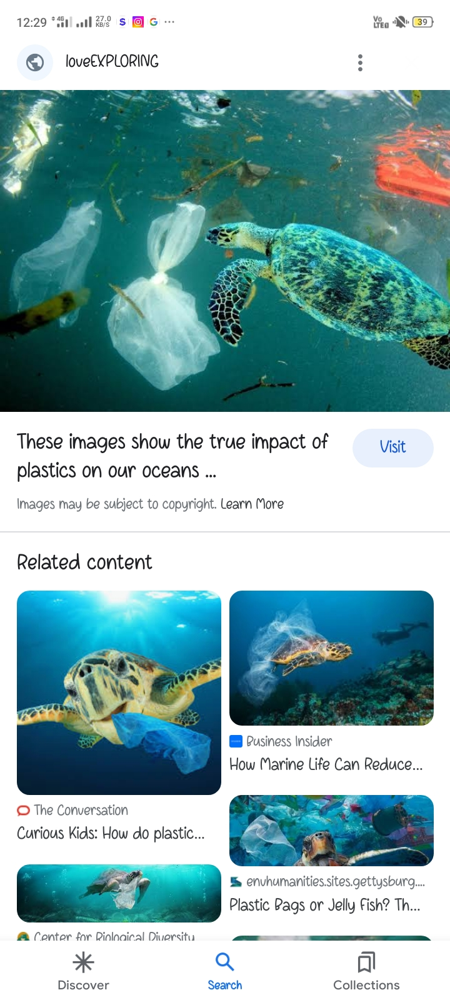 12:29 4G 27.0 KB/S S G ... Vo LTE 39
loveEXPLORING
These images show the true impact of
plastics on our oceans ...
Visit
Images may be subject to copyright. Learn More
Related content
The Conversation
Curious Kids: How do plastic...
Center for Biological Diversity
Business Insider
How Marine Life Can Reduce...
envhumanities.sites.gettysburg....
Plastic Bags or Jelly Fish? Th...
Discover
Search
Collections